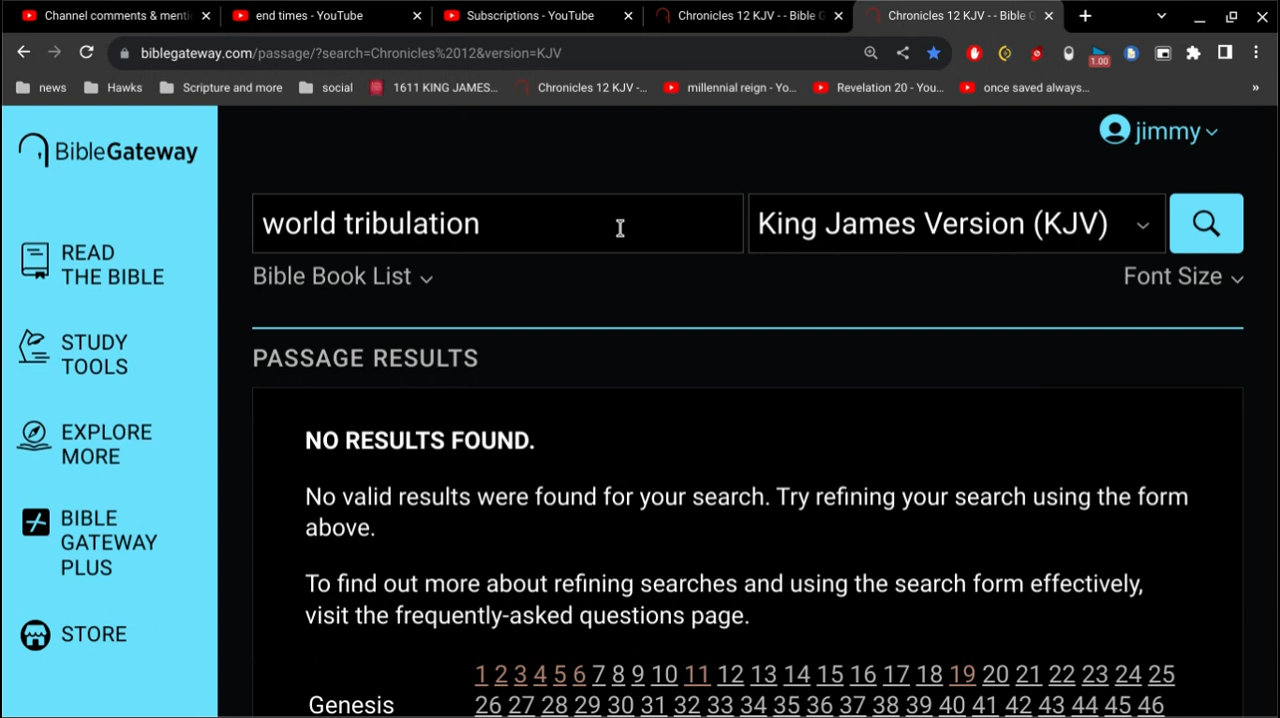 Channel comments & menti
end times - YouTube
Subscriptions - YouTube
Chronicles 12 KJV - - Bible G
Chronicles 12 KJV - - Bible G
biblegateway.com/passage/?search=Chronicles%2012&version=KJV
1.00
news
Hawks
Scripture and more
social
1611 KING JAMES...
Chronicles 12 KJV -...
millennial reign - Yo...
Revelation 20 - You...
once saved always...
»
BibleGateway
jimmy
world tribulation
King James Version (KJV)
Bible Book List
Font Size
READ
THE BIBLE
STUDY
TOOLS
EXPLORE
MORE
BIBLE
GATEWAY
PLUS
STORE
PASSAGE RESULTS
NO RESULTS FOUND.
No valid results were found for your search. Try refining your search using the form
above.
To find out more about refining searches and using the search form effectively,
visit the frequently-asked questions page.
Genesis
1 2 3 4 5 6 7 8 9 10 11 12 13 14 15 16 17 18 19 20 21 22 23 24 25
26 27 28 29 30 31 32 33 34 35 36 37 38 39 40 41 42 43 44 45 46